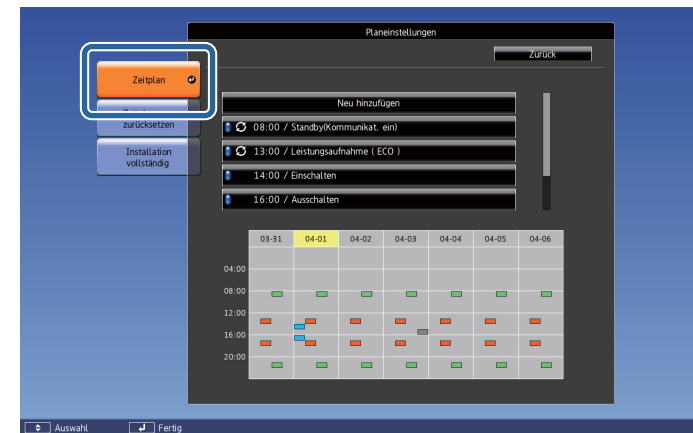 Planeinstellungen
Zurück
Zeitplan
zurücksetzen
Installation
vollständig
Neu hinzufügen
08:00 / Standby(Kommunikat. ein)
13:00 / Leistungsaufnahme ( ECO )
14:00 / Einschalten
16:00 / Ausschalten
03-31 04-01 04-02 04-03 04-04 04-05 04-06
04:00
08:00
12:00
16:00
20:00
Auswahl Fertig